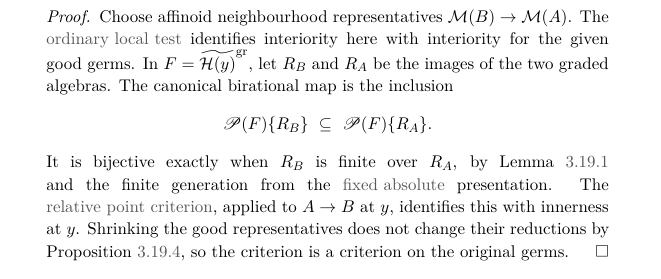 Proof. Choose affinoid neighbourhood representatives ℳ(B) → ℳ(A). The
ordinary local test identifies interiority here with interiority for the given
good germs. In F = \widetilde{ℋ(y)}^{gr}, let R_B and R_A be the images of the two graded
algebras. The canonical birational map is the inclusion
𝒫(F){R_B} ⊆ 𝒫(F){R_A}.
It is bijective exactly when R_B is finite over R_A, by Lemma 3.19.1
and the finite generation from the fixed absolute presentation. The
relative point criterion, applied to A → B at y, identifies this with innerness
at y. Shrinking the good representatives does not change their reductions by
Proposition 3.19.4, so the criterion is a criterion on the original germs. □